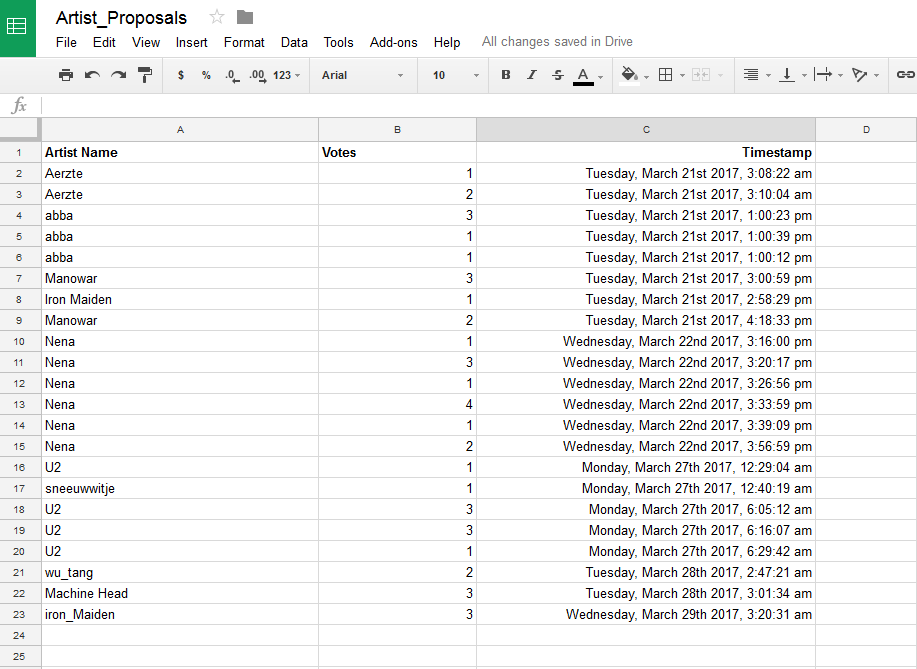 Artist_Proposals
File Edit View Insert Format Data Tools Add-ons Help All changes saved in Drive
$ % .0 .00 123 Arial 10 B I S A
fx
A B C D
1 Artist Name Votes Timestamp
2 Aerzte 1 Tuesday, March 21st 2017, 3:08:22 am
3 Aerzte 2 Tuesday, March 21st 2017, 3:10:04 am
4 abba 3 Tuesday, March 21st 2017, 1:00:23 pm
5 abba 1 Tuesday, March 21st 2017, 1:00:39 pm
6 abba 1 Tuesday, March 21st 2017, 1:00:12 pm
7 Manowar 3 Tuesday, March 21st 2017, 3:00:59 pm
8 Iron Maiden 1 Tuesday, March 21st 2017, 2:58:29 pm
9 Manowar 2 Tuesday, March 21st 2017, 4:18:33 pm
10 Nena 1 Wednesday, March 22nd 2017, 3:16:00 pm
11 Nena 3 Wednesday, March 22nd 2017, 3:20:17 pm
12 Nena 1 Wednesday, March 22nd 2017, 3:26:56 pm
13 Nena 4 Wednesday, March 22nd 2017, 3:33:59 pm
14 Nena 1 Wednesday, March 22nd 2017, 3:39:09 pm
15 Nena 2 Wednesday, March 22nd 2017, 3:56:59 pm
16 U2 1 Monday, March 27th 2017, 12:29:04 am
17 sneeuwwitje 1 Monday, March 27th 2017, 12:40:19 am
18 U2 3 Monday, March 27th 2017, 6:05:12 am
19 U2 3 Monday, March 27th 2017, 6:16:07 am
20 U2 1 Monday, March 27th 2017, 6:29:42 am
21 wu_tang 2 Tuesday, March 28th 2017, 2:47:21 am
22 Machine Head 3 Tuesday, March 28th 2017, 3:01:34 am
23 iron_Maiden 3 Wednesday, March 29th 2017, 3:20:31 am
24
25